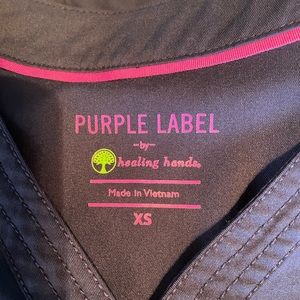 PURPLE LABEL
-by-
healing hands®
Made in Vietnam
XS